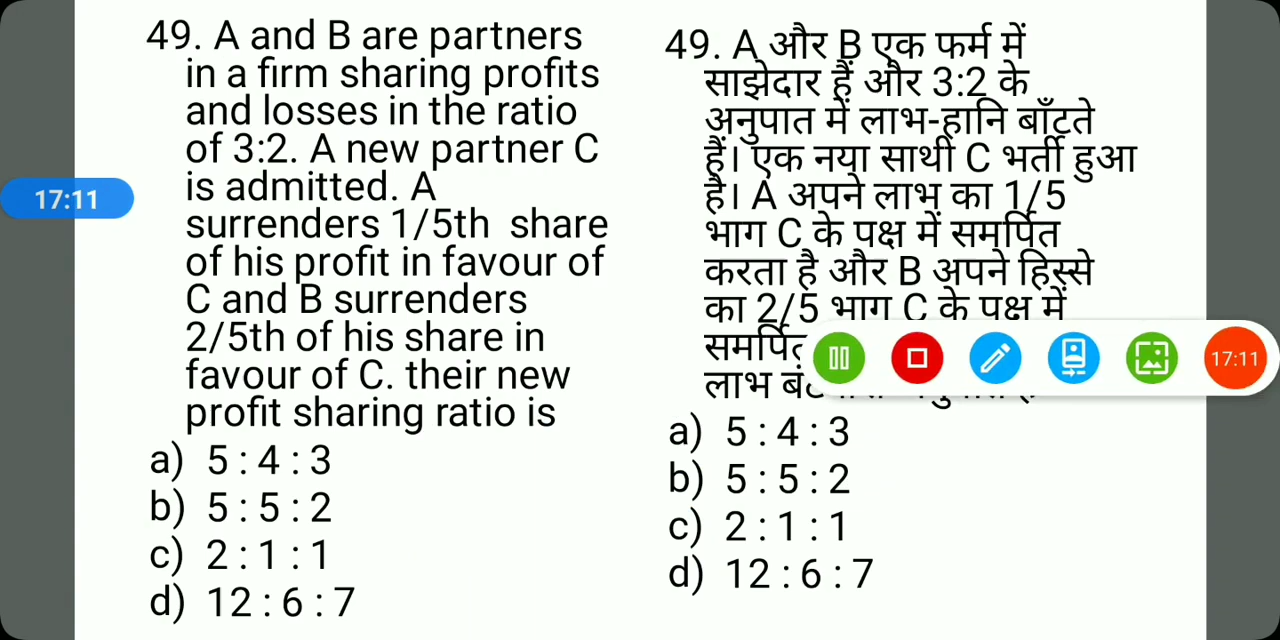 49. A and B are partners
in a firm sharing profits
and losses in the ratio
of 3:2. A new partner C
is admitted. A
surrenders 1/5th share
of his profit in favour of
C and B surrenders
2/5th of his share in
favour of C. their new
profit sharing ratio is
a) 5 : 4 : 3
b) 5 : 5 : 2
c) 2 : 1 : 1
d) 12 : 6 : 7
49. A और B एक फर्म में
साझेदार हैं और 3:2 के
अनुपात में लाभ-हानि बाँटते
हैं। एक नया साथी C भर्ती हुआ
है। A अपने लाभ का 1/5
भाग C के पक्ष में समर्पित
करता है और B अपने हिस्से
का 2/5 भाग C के पक्ष में
लाभ
a) 5 : 4 : 3
b) 5 : 5 : 2
c) 2 : 1 : 1
d) 12 : 6 : 7
17:11
17:11